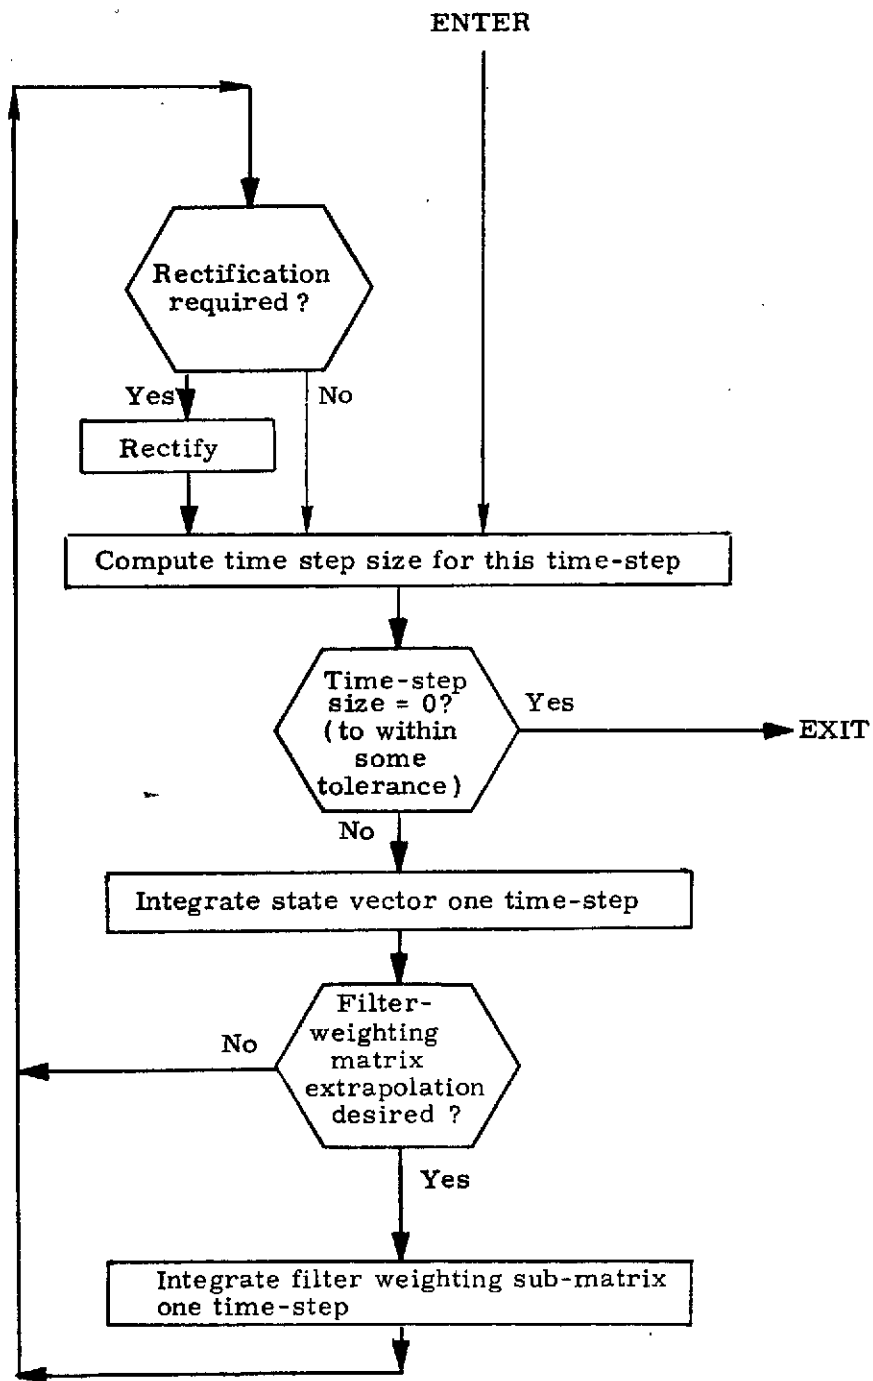 ENTER
Rectification
required ?
Yes
No
Rectify
Compute time step size for this time-step
Time-step
size = 0?
(to within
some
tolerance)
Yes
EXIT
No
Integrate state vector one time-step
Filter-
weighting
matrix
extrapolation
desired ?
No
Yes
Integrate filter weighting sub-matrix
one time-step